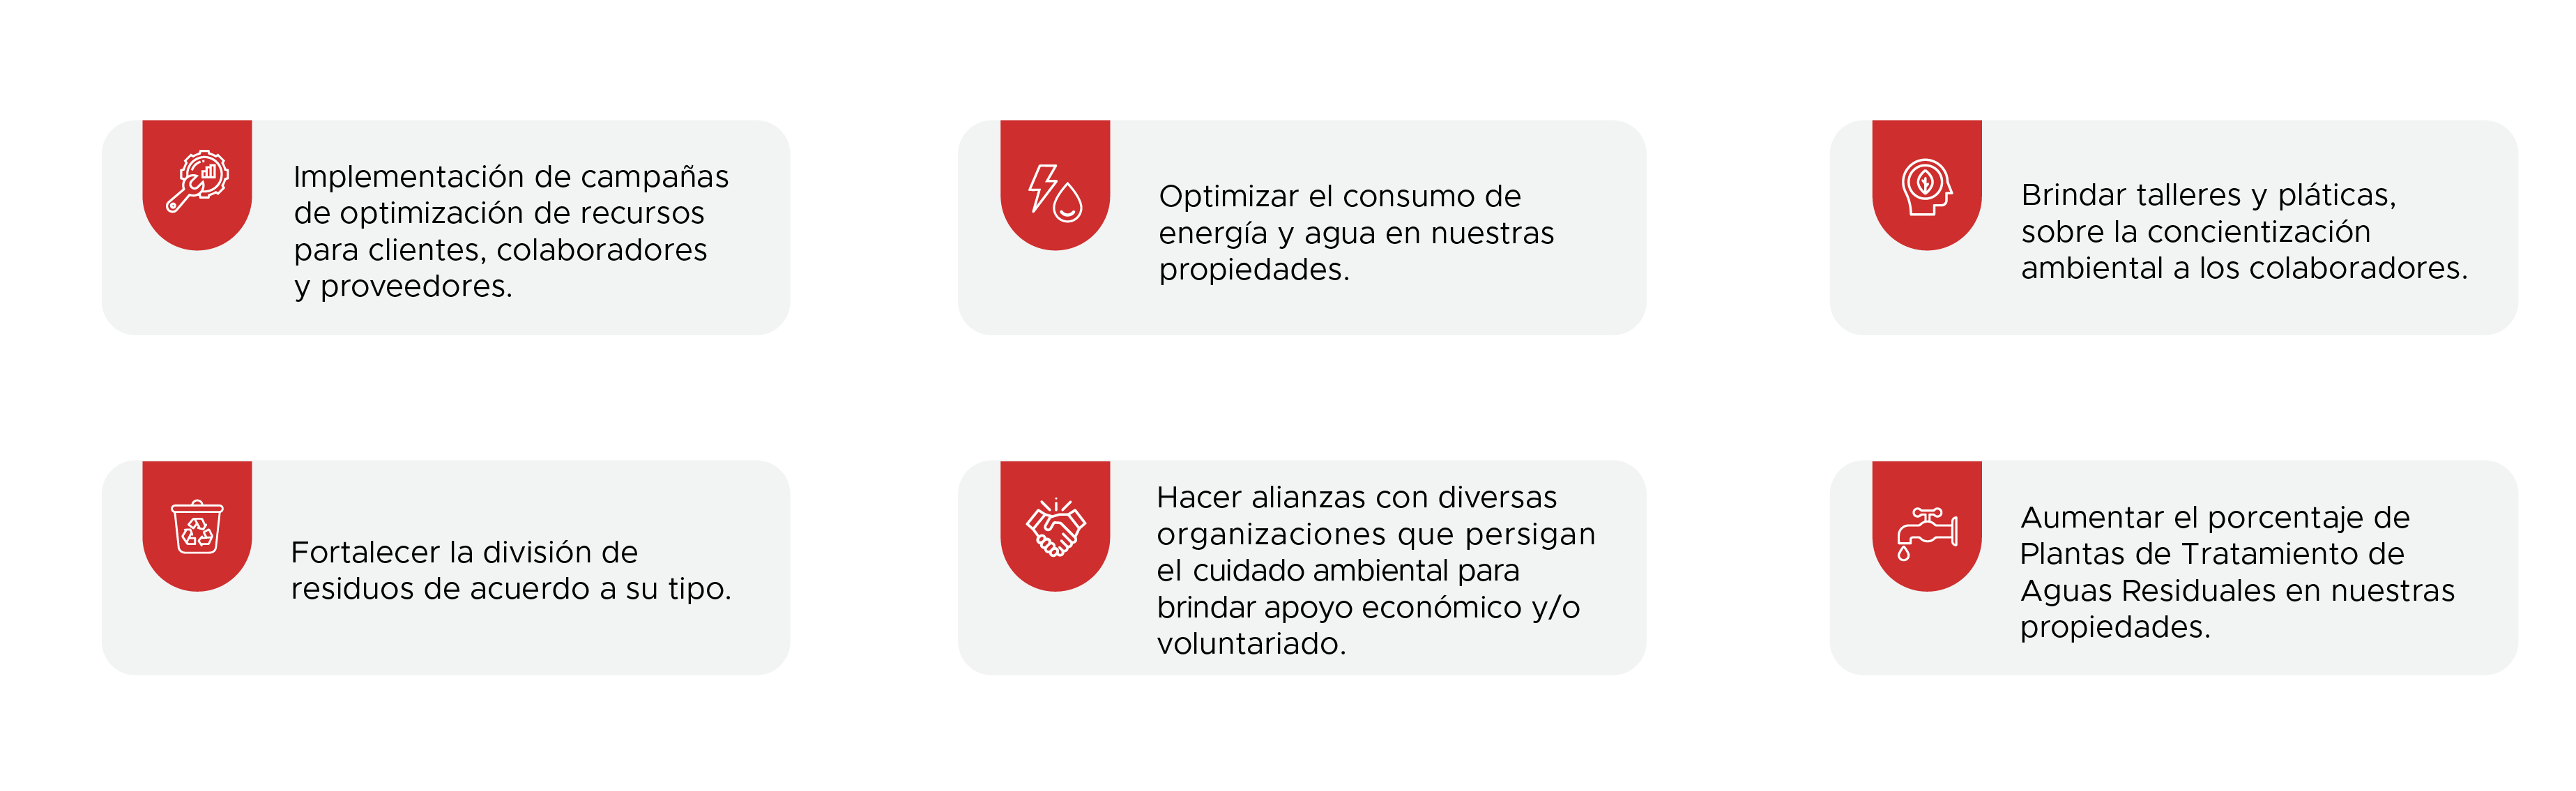 Implementación de campañas
de optimización de recursos
para clientes, colaboradores
y proveedores.
Optimizar el consumo de
energía y agua en nuestras
propiedades.
Brindar talleres y pláticas,
sobre la concientización
ambiental a los colaboradores.
Fortalecer la división de
residuos de acuerdo a su tipo.
Hacer alianzas con diversas
organizaciones que persigan
el cuidado ambiental para
brindar apoyo económico y/o
voluntariado.
Aumentar el porcentaje de
Plantas de Tratamiento de
Aguas Residuales en nuestras
propiedades.